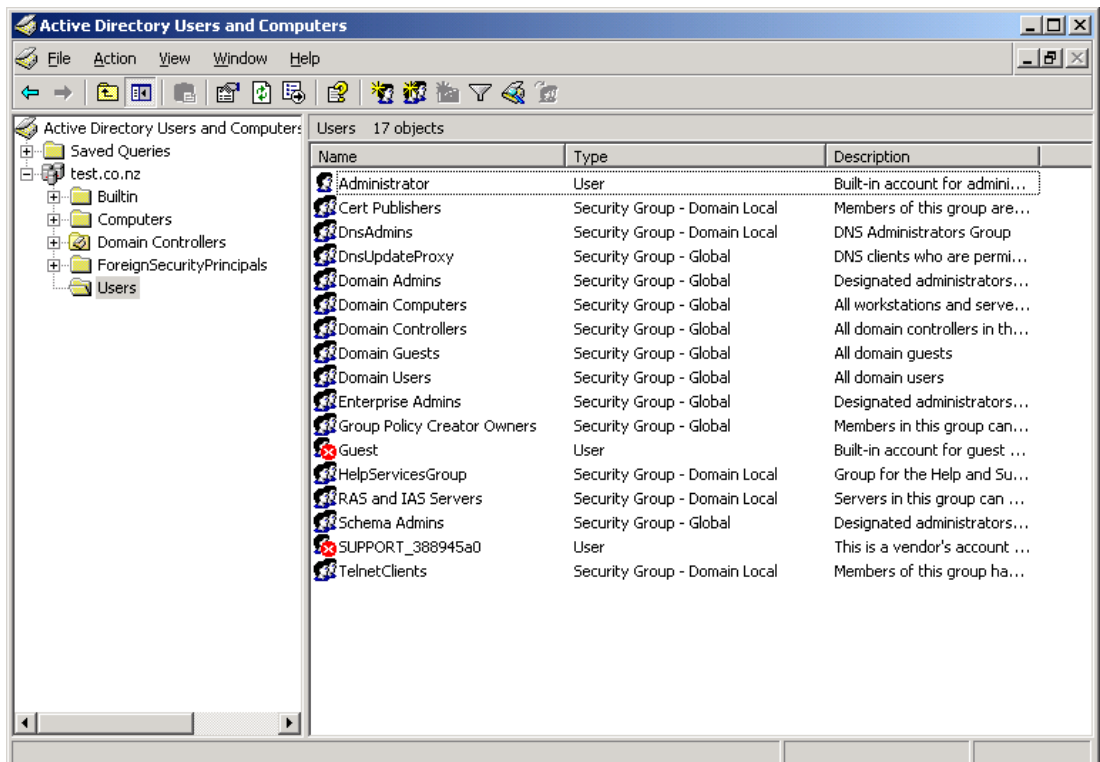 Active Directory Users and Computers
File Action View Window Help
Active Directory Users and Computers
Saved Queries
test.co.nz
Builtin
Computers
Domain Controllers
ForeignSecurityPrincipals
Users
Users 17 objects
Name Type Description
Administrator User Built-in account for admini...
Cert Publishers Security Group - Domain Local Members of this group are...
DnsAdmins Security Group - Domain Local DNS Administrators Group
DnsUpdateProxy Security Group - Global DNS clients who are permi...
Domain Admins Security Group - Global Designated administrators...
Domain Computers Security Group - Global All workstations and serve...
Domain Controllers Security Group - Global All domain controllers in th...
Domain Guests Security Group - Global All domain guests
Domain Users Security Group - Global All domain users
Enterprise Admins Security Group - Global Designated administrators...
Group Policy Creator Owners Security Group - Global Members in this group can...
Guest User Built-in account for guest ...
HelpServicesGroup Security Group - Domain Local Group for the Help and Su...
RAS and IAS Servers Security Group - Domain Local Servers in this group can ...
Schema Admins Security Group - Global Designated administrators...
SUPPORT_388945a0 User This is a vendor's account ...
TelnetClients Security Group - Domain Local Members of this group ha...